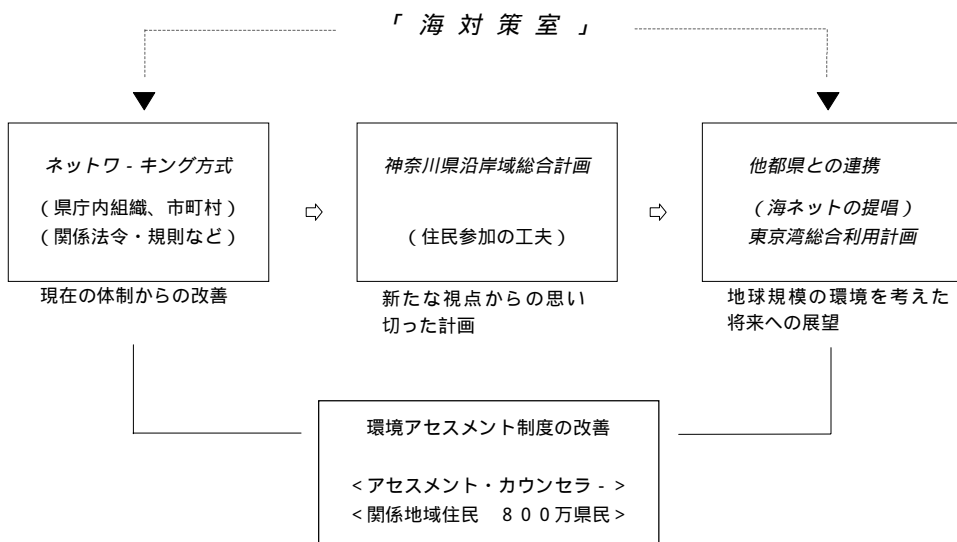 「 海 対 策 室 」
ネットワ-キング方式
(県庁内組織、市町村)
(関係法令・規則など)
現在の体制からの改善
神奈川県沿岸域総合計画
(住民参加の工夫)
新たな視点からの思い
切った計画
他都県との連携
(海ネットの提唱)
東京湾総合利用計画
地球規模の環境を考えた
将来への展望
環境アセスメント制度の改善
<アセスメント・カウンセラ->
<関係地域住民 800万県民>